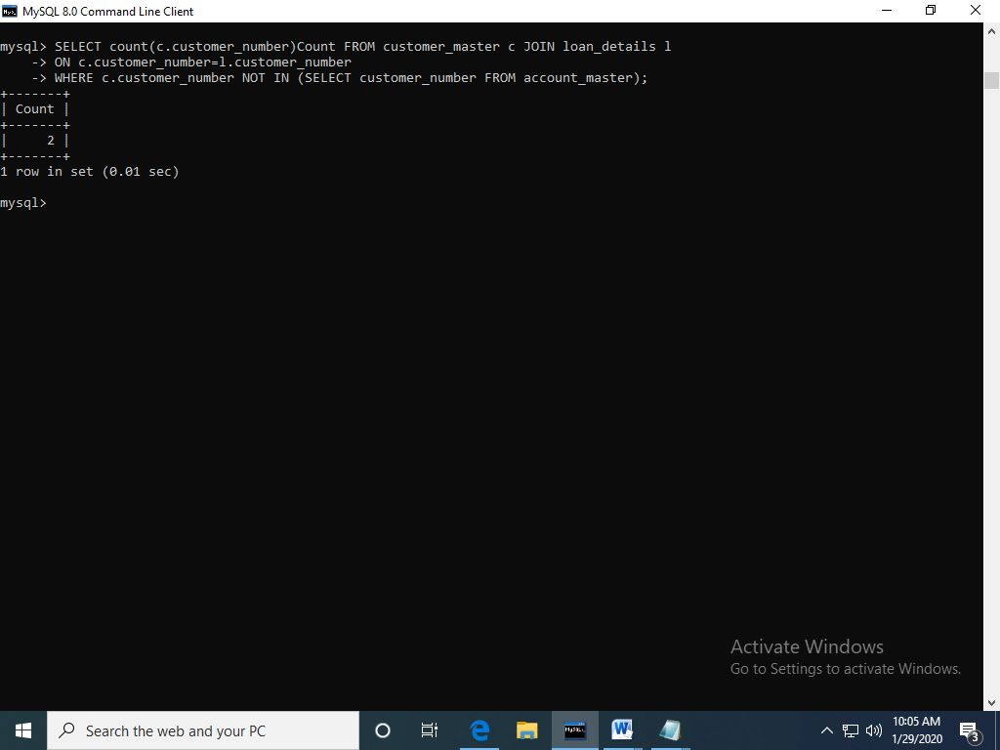 MySQL 8.0 Command Line Client
mysql> SELECT count(c.customer_number)Count FROM customer_master c JOIN loan_details l
    -> ON c.customer_number=l.customer_number
    -> WHERE c.customer_number NOT IN (SELECT customer_number FROM account_master);
+-------+
| Count |
+-------+
|     2 |
+-------+
1 row in set (0.01 sec)
mysql>
Activate Windows
Go to Settings to activate Windows.
Search the web and your PC
10:05 AM
1/29/2020
3